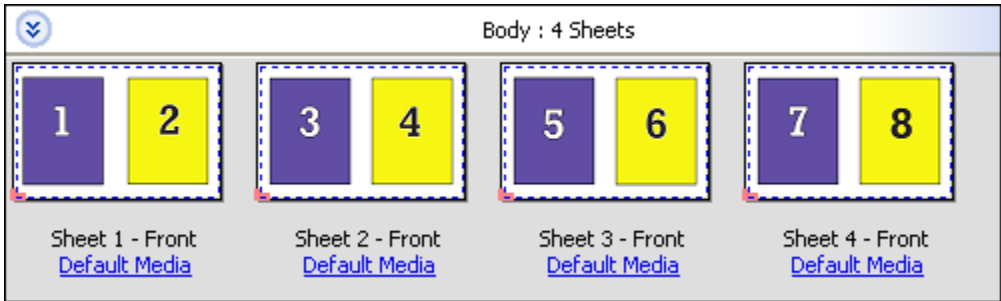 Body : 4 Sheets
1 2 3 4 5 6 7 8
Sheet 1 - Front Sheet 2 - Front Sheet 3 - Front Sheet 4 - Front
Default Media Default Media Default Media Default Media